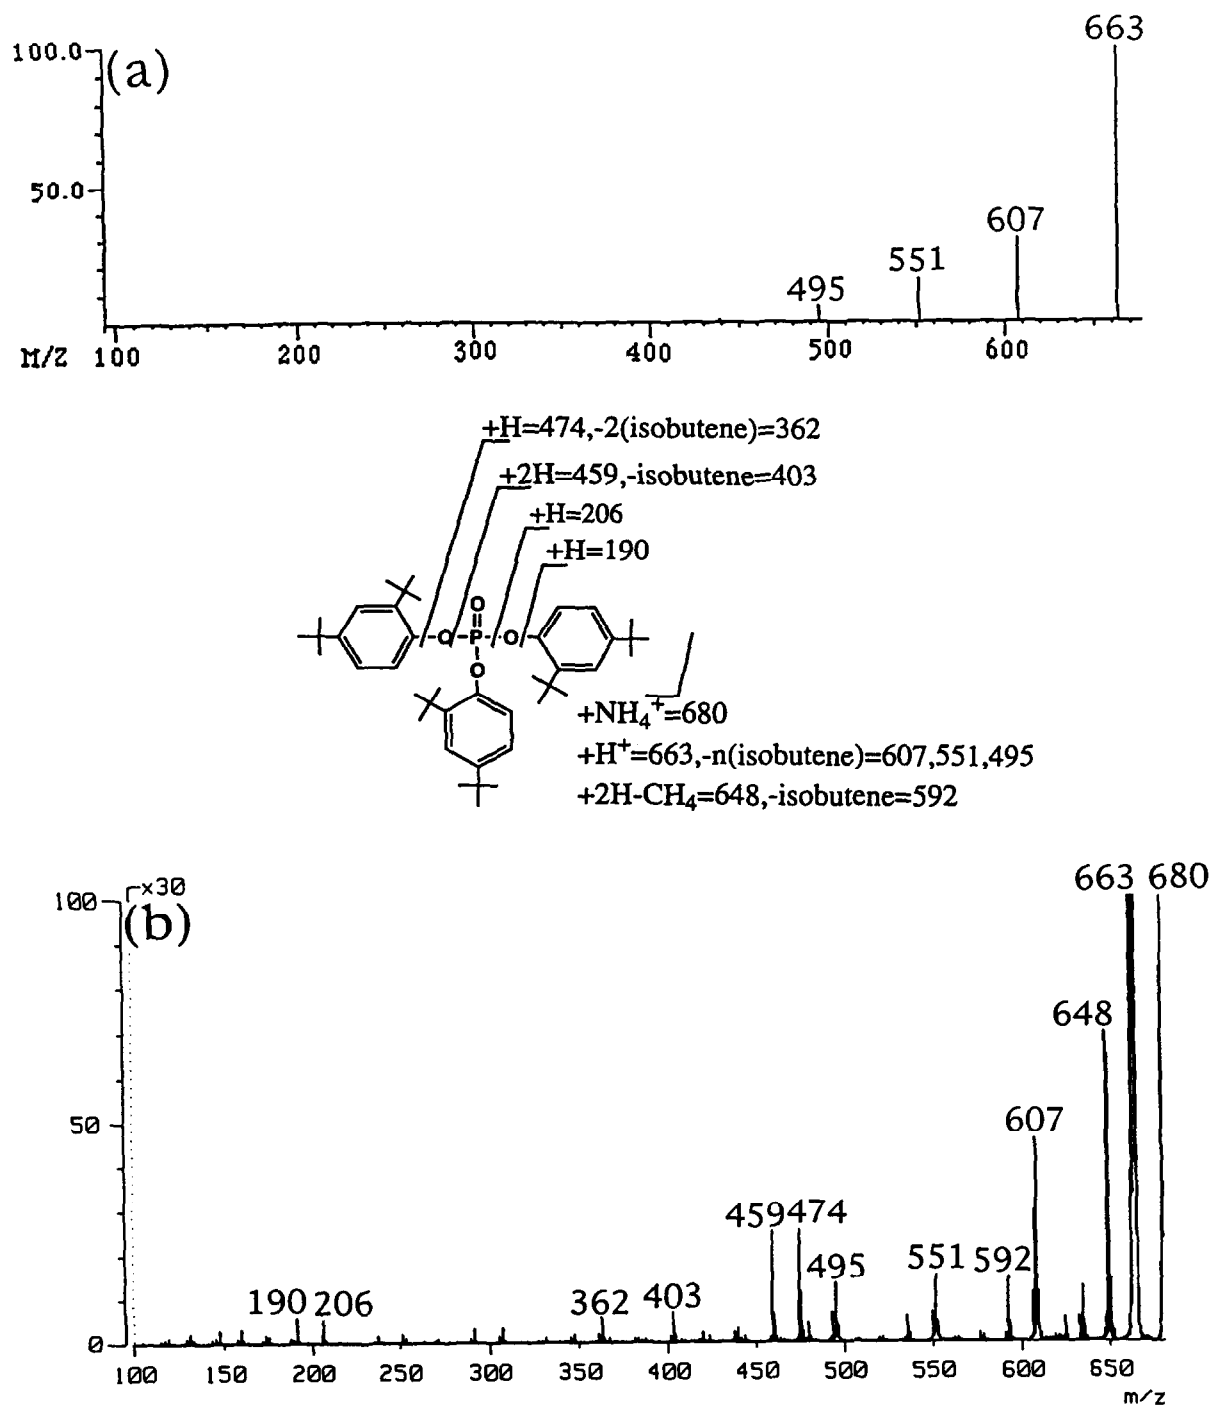 663
100.0
(a)
50.0
607
551
495
M/Z 100 200 300 400 500 600
+H=474,-2(isobutene)=362
+2H=459,-isobutene=403
+H=206
+H=190
O
O P O
O
+NH₄⁺=680
+H⁺=663,-n(isobutene)=607,551,495
+2H-CH₄=648,-isobutene=592
100 x30 663 680
(b)
648
50
607
459 474
495 551 592
190 206 362 403
0
100 150 200 250 300 350 400 450 500 550 600 650
m/z